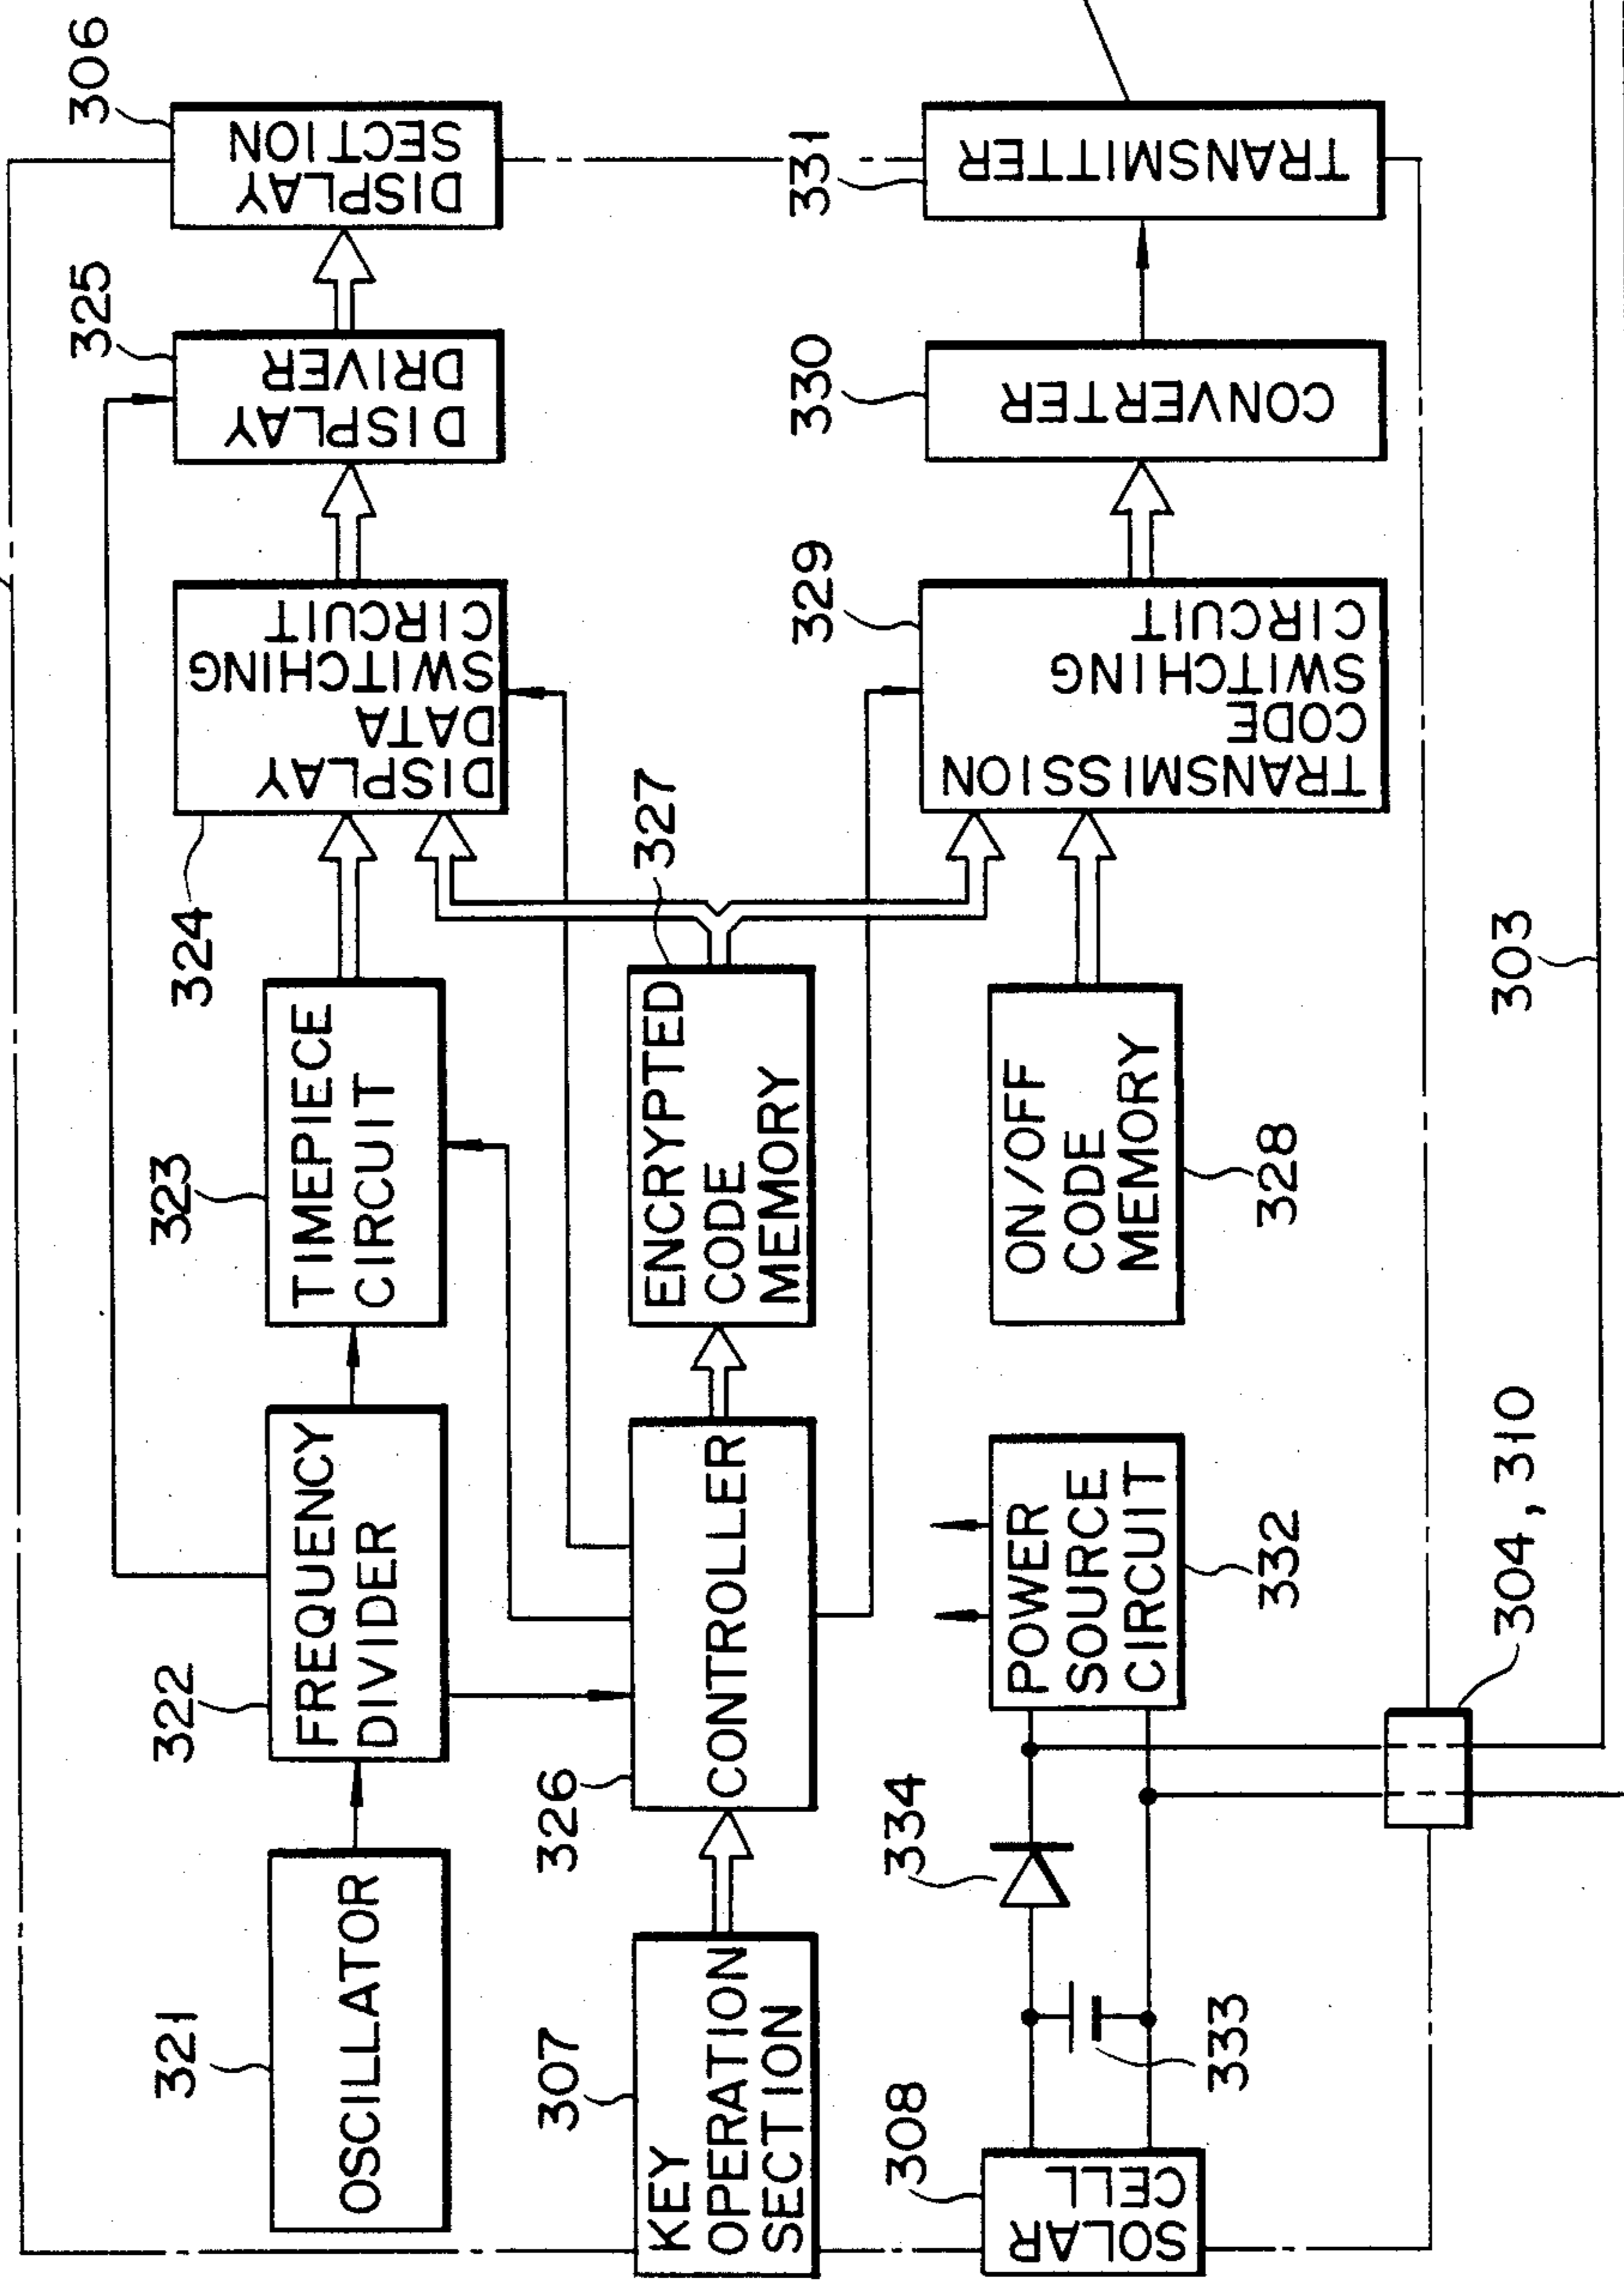 321
OSCILLATOR
322
FREQUENCY
DIVIDER
323
TIMEPIECE
CIRCUIT
324
DISPLAY
DATA
SWITCHING
CIRCUIT
325
DISPLAY
DRIVER
306
DISPLAY
SECTION
307
KEY
OPERATION
SECTION
326
CONTROLLER
327
ENCRYPTED
CODE
MEMORY
329
TRANSMISSION
CODE
SWITCHING
CIRCUIT
330
CONVERTER
331
TRANSMITTER
308
SOLAR
CELL
333
334
POWER
SOURCE
CIRCUIT
332
ON/OFF
CODE
MEMORY
328
304, 310
303